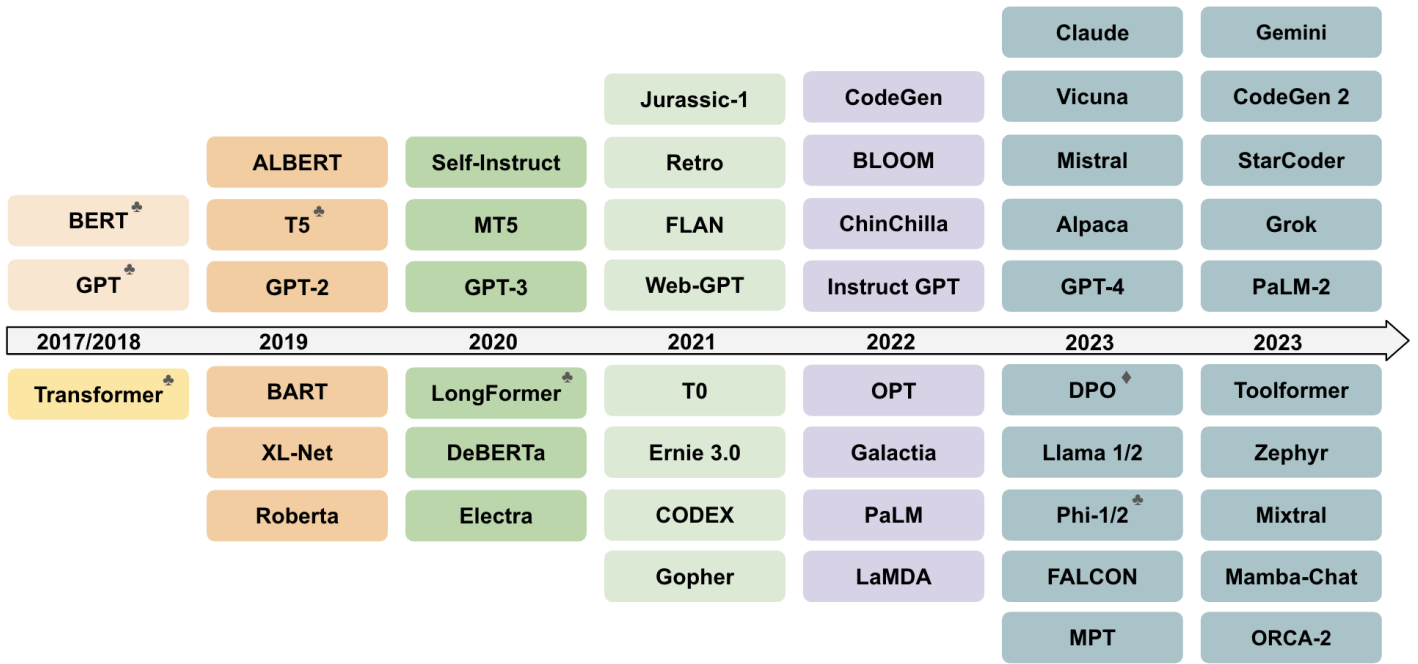 Claude
Gemini
Jurassic-1
CodeGen
Vicuna
CodeGen 2
ALBERT
Self-Instruct
Retro
BLOOM
Mistral
StarCoder
BERT♣
T5♣
MT5
FLAN
ChinChilla
Alpaca
Grok
GPT♣
GPT-2
GPT-3
Web-GPT
Instruct GPT
GPT-4
PaLM-2
2017/2018
2019
2020
2021
2022
2023
2023
Transformer♣
BART
LongFormer♣
T0
OPT
DPO♦
Toolformer
XL-Net
DeBERTa
Ernie 3.0
Galactia
Llama 1/2
Zephyr
Roberta
Electra
CODEX
PaLM
Phi-1/2♣
Mixtral
Gopher
LaMDA
FALCON
Mamba-Chat
MPT
ORCA-2